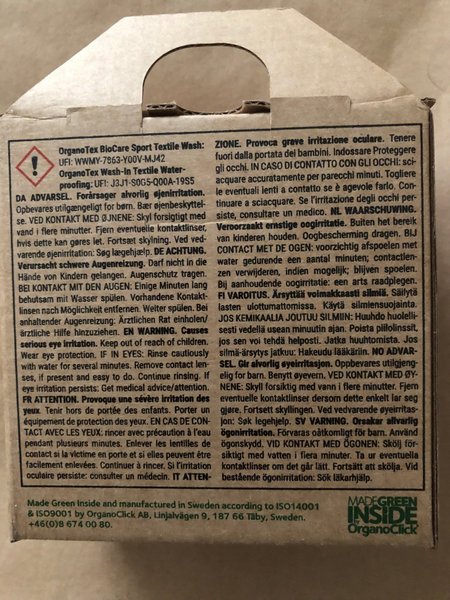 OrganoTex BioCare Sport Textile Wash:
UFI: WWMY-7863-Y00V-MJ42
OrganoTex Wash-In Textile Water-
proofing: UFI: J3J1-S0G5-Q00A-19S5
DA ADVARSEL. Forårsager alvorlig øjenirritation.
Opbevares utilgængeligt for børn. Bær øjenbeskyttel-
se. VED KONTAKT MED ØJNENE: Skyl forsigtigt med
vand i flere minutter. Fjern eventuelle kontaktlinser,
hvis dette kan gøres let. Fortsæt skylning. Ved vedva-
rende øjenirritation: Søg lægehjælp. DE ACHTUNG.
Verursacht schwere Augenreizung. Darf nicht in die
Hände von Kindern gelangen. Augenschutz tragen.
BEI KONTAKT MIT DEN AUGEN: Einige Minuten lang
behutsam mit Wasser spülen. Vorhandene Kontakt-
linsen nach Möglichkeit entfernen. Weiter spülen. Bei
anhaltender Augenreizung: Ärztlichen Rat einholen/
ärztliche Hilfe hinziehen. EN WARNING. Causes
serious eye irritation. Keep out of reach of children.
Wear eye protection. IF IN EYES: Rinse cautiously
with water for several minutes. Remove contact len-
ses, if present and easy to do. Continue rinsing. If
eye irritation persists: Get medical advice/attention.
FR ATTENTION. Provoque une sévère irritation des
yeux. Tenir hors de portée des enfants. Porter un
équipement de protection des yeux. EN CAS DE CON-
TACT AVEC LES YEUX: rincer avec précaution à l'eau
pendant plusieurs minutes. Enlever les lentilles de
contact si la victime en porte et si elles peuvent être
facilement enlevées. Continuer à rincer. Si l'irritation
oculaire persiste: consulter un médecin. IT ATTEN-
ZIONE. Provoca grave irritazione oculare. Tenere
fuori dalla portata dei bambini. Indossare Proteggere
gli occhi. IN CASO DI CONTATTO CON GLI OCCHI:
sciacquare accuratamente per parecchi minuti. Togliere
le eventuali lenti a contatto se è agevole farlo. Con-
tinuare a sciacquare. Se l'irritazione degli occhi per-
siste, consultare un medico. NL WAARSCHUWING.
Veroorzaakt ernstige oogirritatie. Buiten het bereik
van kinderen houden. Oogbescherming dragen. BIJ
CONTACT MET DE OGEN: voorzichtig afspoelen met
water gedurende een aantal minuten; contactlen-
zen verwijderen, indien mogelijk; blijven spoelen.
Bij aanhoudende oogirritatie: een arts raadplegen.
FI VAROITUS. Ärsyttää voimakkaasti silmiä. Säilytä
lasten ulottumattomissa. Käytä silmiensuojainta.
JOS KEMIKAALIA JOUTUU SILMIIN: Huuhdo huolelli-
sesti vedellä usean minuutin ajan. Poista piilolinssit,
jos sen voi tehdä helposti. Jatka huuhtomista. Jos
silmä-ärsytys jatkuu: Hakeudu lääkäriin. NO ADVAR-
SEL. Gir alvorlig øyeirritasjon. Oppbevares utilgjeng-
elig for barn. Benytt øyevern. VED KONTAKT MED ØY-
NENE: Skyll forsiktig med vann i flere minutter. Fjern
eventuelle kontaktlinser dersom dette enkelt lar seg
gjøre. Fortsett skyllingen. Ved vedvarende øyeirritas-
jon: Søk legehjelp. SV VARNING. Orsakar allvarlig
ögonirritation. Förvaras oåtkomligt för barn. Använd
ögonskydd. VID KONTAKT MED ÖGONEN: Skölj för-
siktigt med vatten i flera minuter. Ta ur eventuella
kontaktlinser om det går lätt. Fortsätt att skölja. Vid
bestående ögonirritation: Sök läkarhjälp.
Made Green Inside and manufactured in Sweden according to ISO14001
& ISO9001 by OrganoClick AB, Linjalvägen 9, 187 66 Täby, Sweden.
+46(0)8 674 00 80.
MADE GREEN
INSIDE
by OrganoClick